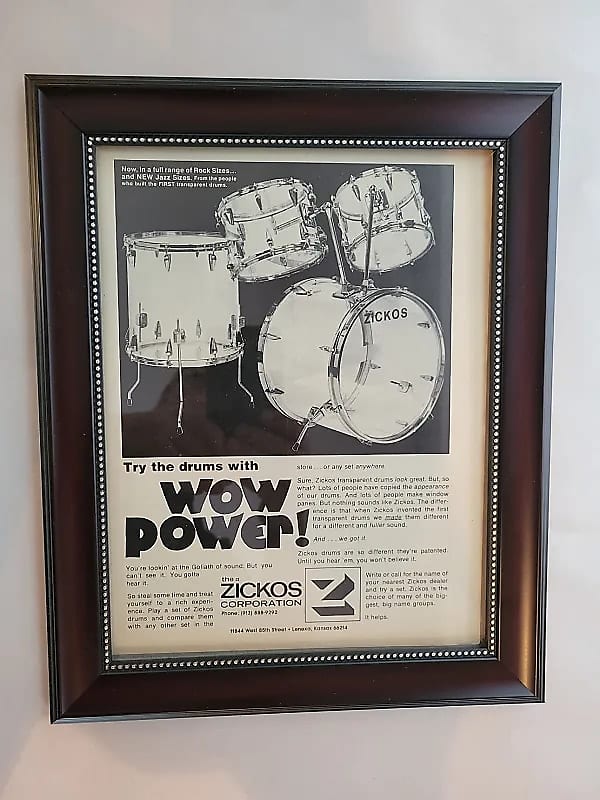 Now, in a full range of Rock Sizes...
and NEW Jazz Sizes. From the people
who built the FIRST transparent drums.
ZICKOS
Try the drums with
WOW
POWER!
You're lookin' at the Goliath of sound. But you
can't see it. You gotta
hear it.
So steal some time and treat
yourself to a rich experi-
ence. Play a set of Zickos
drums and compare them
with any other set in the
store . . . or any set anywhere.
Sure, Zickos transparent drums look great. But, so
what? Lots of people have copied the appearance
of our drums. And lots of people make window
panes. But nothing sounds like Zickos. The differ-
ence is that when Zickos invented the first
transparent drums we made them different
for a different and fuller sound.
And . . . we got it.
Zickos drums are so different they're patented.
Until you hear 'em, you won't believe it.
the
ZICKOS
CORPORATION
Phone: (913) 888-9292
Write or call for the name of
your nearest Zickos dealer
and try a set. Zickos is the
choice of many of the big-
gest, big name groups.
It helps.
11844 West 85th Street • Lenexa, Kansas 66214